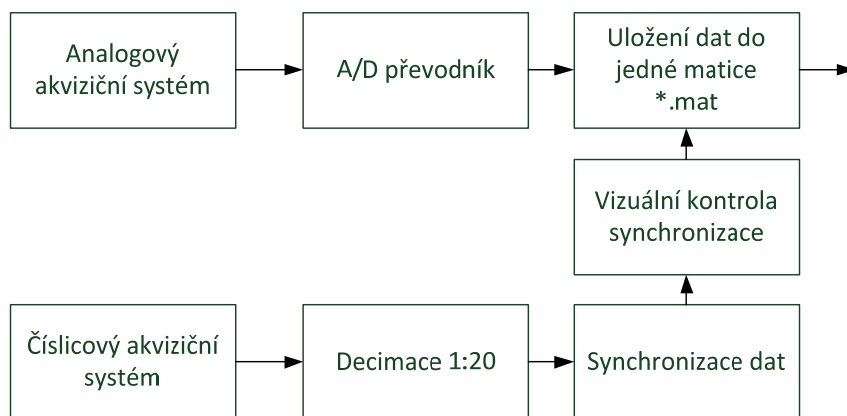 Analogový
akviziční systém
A/D převodník
Uložení dat do
jedné matice
*.mat
Vizuální kontrola
synchronizace
Číslicový akviziční
systém
Decimace 1:20
Synchronizace dat